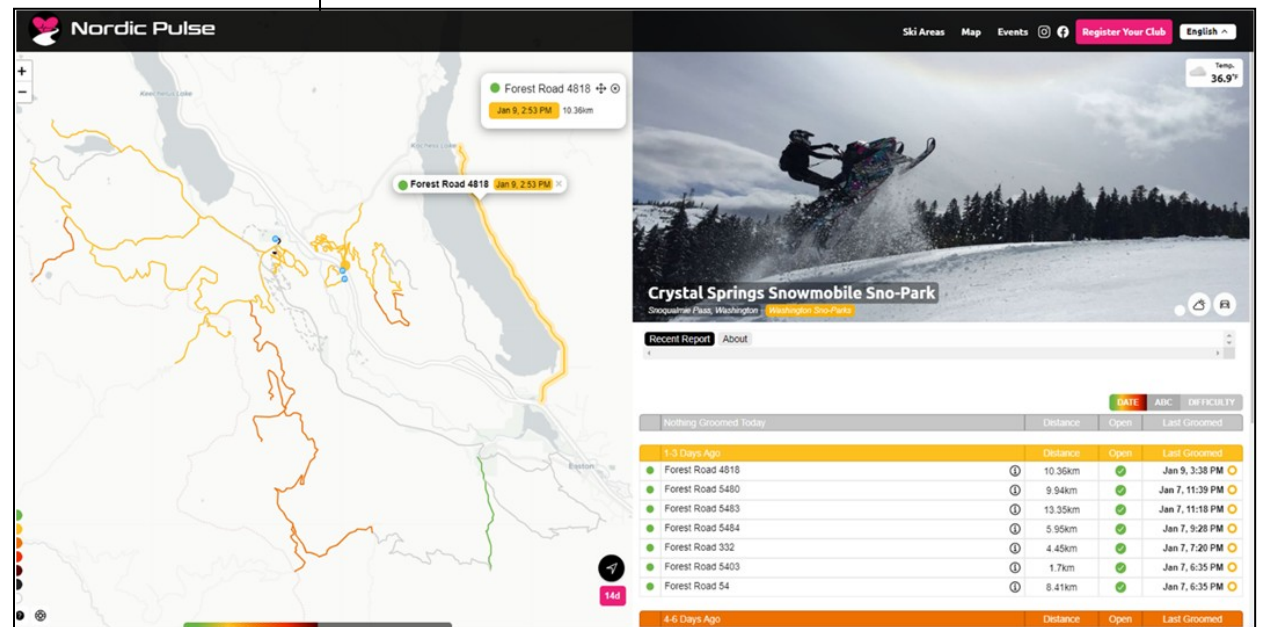 Nordic Pulse
Ski Areas Map Events Register Your Club English
+
−
Keechelus Lake
Forest Road 4818
Jan 9, 2:53 PM 10.36km
Kachess Lake
Forest Road 4818 Jan 9, 2:53 PM ×
Easton
14d
?
Temp.
36.9°F
Crystal Springs Snowmobile Sno-Park
Snoqualmie Pass, Washington - Washington Sno-Parks
Recent Report About
DATE ABC DIFFICULTY
Nothing Groomed Today Distance Open Last Groomed
1-3 Days Ago Distance Open Last Groomed
Forest Road 4818 10.36km Jan 9, 3:38 PM
Forest Road 5480 9.94km Jan 7, 11:39 PM
Forest Road 5483 13.35km Jan 7, 11:18 PM
Forest Road 5484 5.95km Jan 7, 9:28 PM
Forest Road 332 4.45km Jan 7, 7:20 PM
Forest Road 5403 1.7km Jan 7, 6:35 PM
Forest Road 54 8.41km Jan 7, 6:35 PM
4-6 Days Ago Distance Open Last Groomed